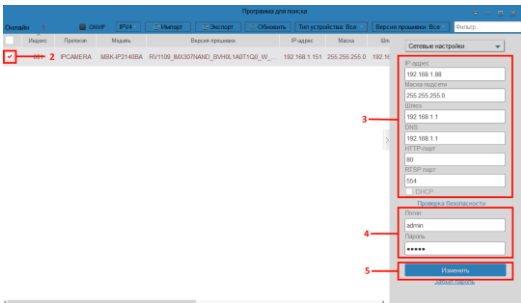 Программа для поиска
Онлайн 1 ONVIF IPV4 Импорт Экспорт Обновить Тип устройства: Все Версия прошивки: Все Фильтр...
Индекс Протокол Модель Версия прошивки IP-адрес Маска
001 IPCAMERA MBK-IP2140BA 192.168.1.151 255.255.255.0 192.16
2
Сетевые настройки
IP-адрес
192.168.1.88
Маска подсети
255.255.255.0
Шлюз
3
192.168.1.1
DNS
192.168.1.1
HTTP-порт
80
RTSP порт
554
DHCP
Проверка безопасности
Логин
admin
4
Пароль
•••••
5
Изменить
Забыл пароль